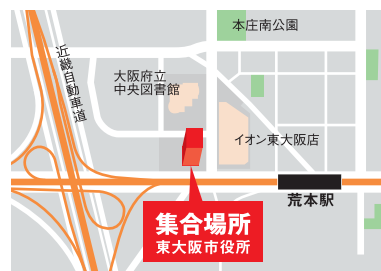 本庄南公園
近畿自動車道
大阪府立
中央図書館
イオン東大阪店
荒本駅
集合場所
東大阪市役所